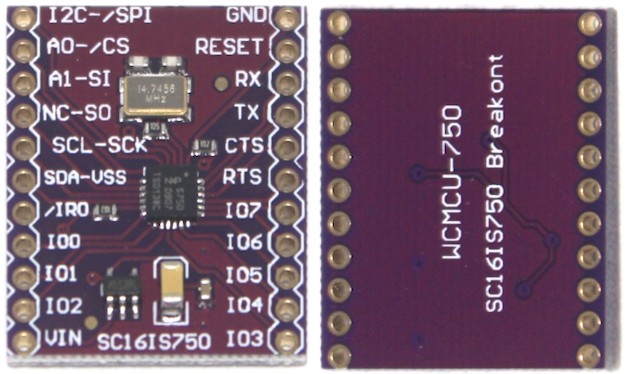 I2C-/SPI GND
A0-/CS RESET
A1-SI RX
14.7456
MHz
NC-SO TX
SCL-SCK CTS
SDA-VSS RTS
/IRQ IO7
IO0 IO6
IO1 IO5
IO2 IO4
VIN SC16IS750 IO3
WCMCU-750
SC16IS750 Breakont